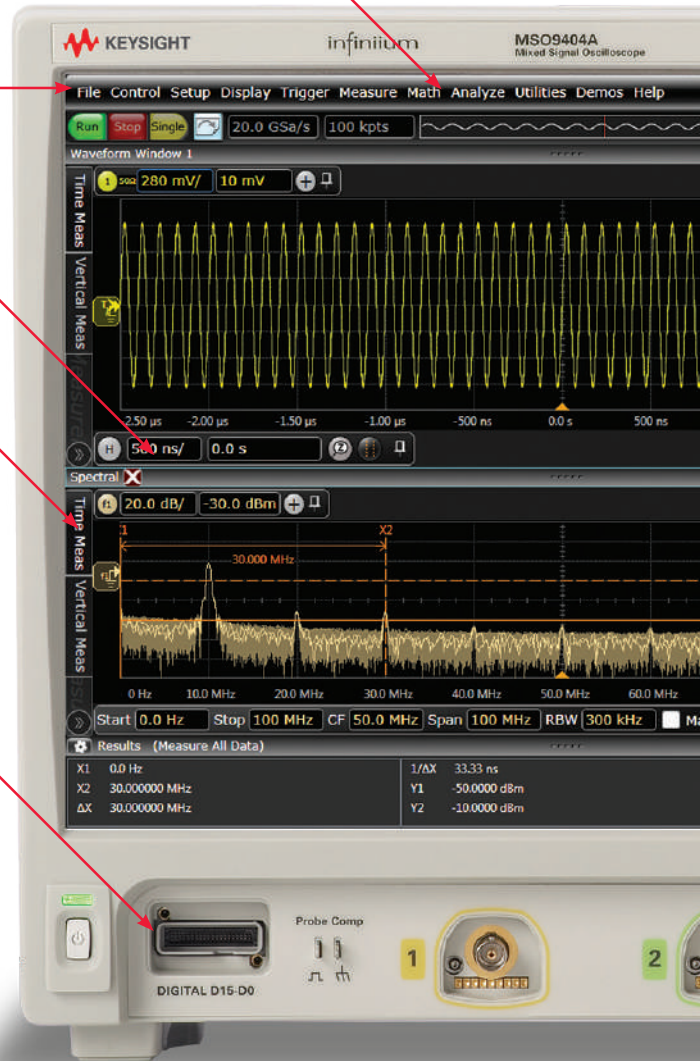 KEYSIGHT infiniium MSO9404A
Mixed Signal Oscilloscope
File Control Setup Display Trigger Measure Math Analyze Utilities Demos Help
Run Stop Single 20.0 GSa/s 100 kpts
Waveform Window 1
1 50Ω 280 mV/ 10 mV
Time Meas
Vertical Meas
T
2.50 µs -2.00 µs -1.50 µs -1.00 µs -500 ns 0.0 s 500 ns
H 500 ns/ 0.0 s
Spectral
f1 20.0 dB/ -30.0 dBm
Time Meas
Vertical Meas
X2
30.000 MHz
f1
0 Hz 10.0 MHz 20.0 MHz 30.0 MHz 40.0 MHz 50.0 MHz 60.0 MHz
Start 0.0 Hz Stop 100 MHz CF 50.0 MHz Span 100 MHz RBW 300 kHz
Results (Measure All Data)
X1 0.0 Hz 1/ΔX 33.33 ns
X2 30.000000 MHz Y1 -50.0000 dBm
ΔX 30.000000 MHz Y2 -10.0000 dBm
Probe Comp
1
2
DIGITAL D15-D0